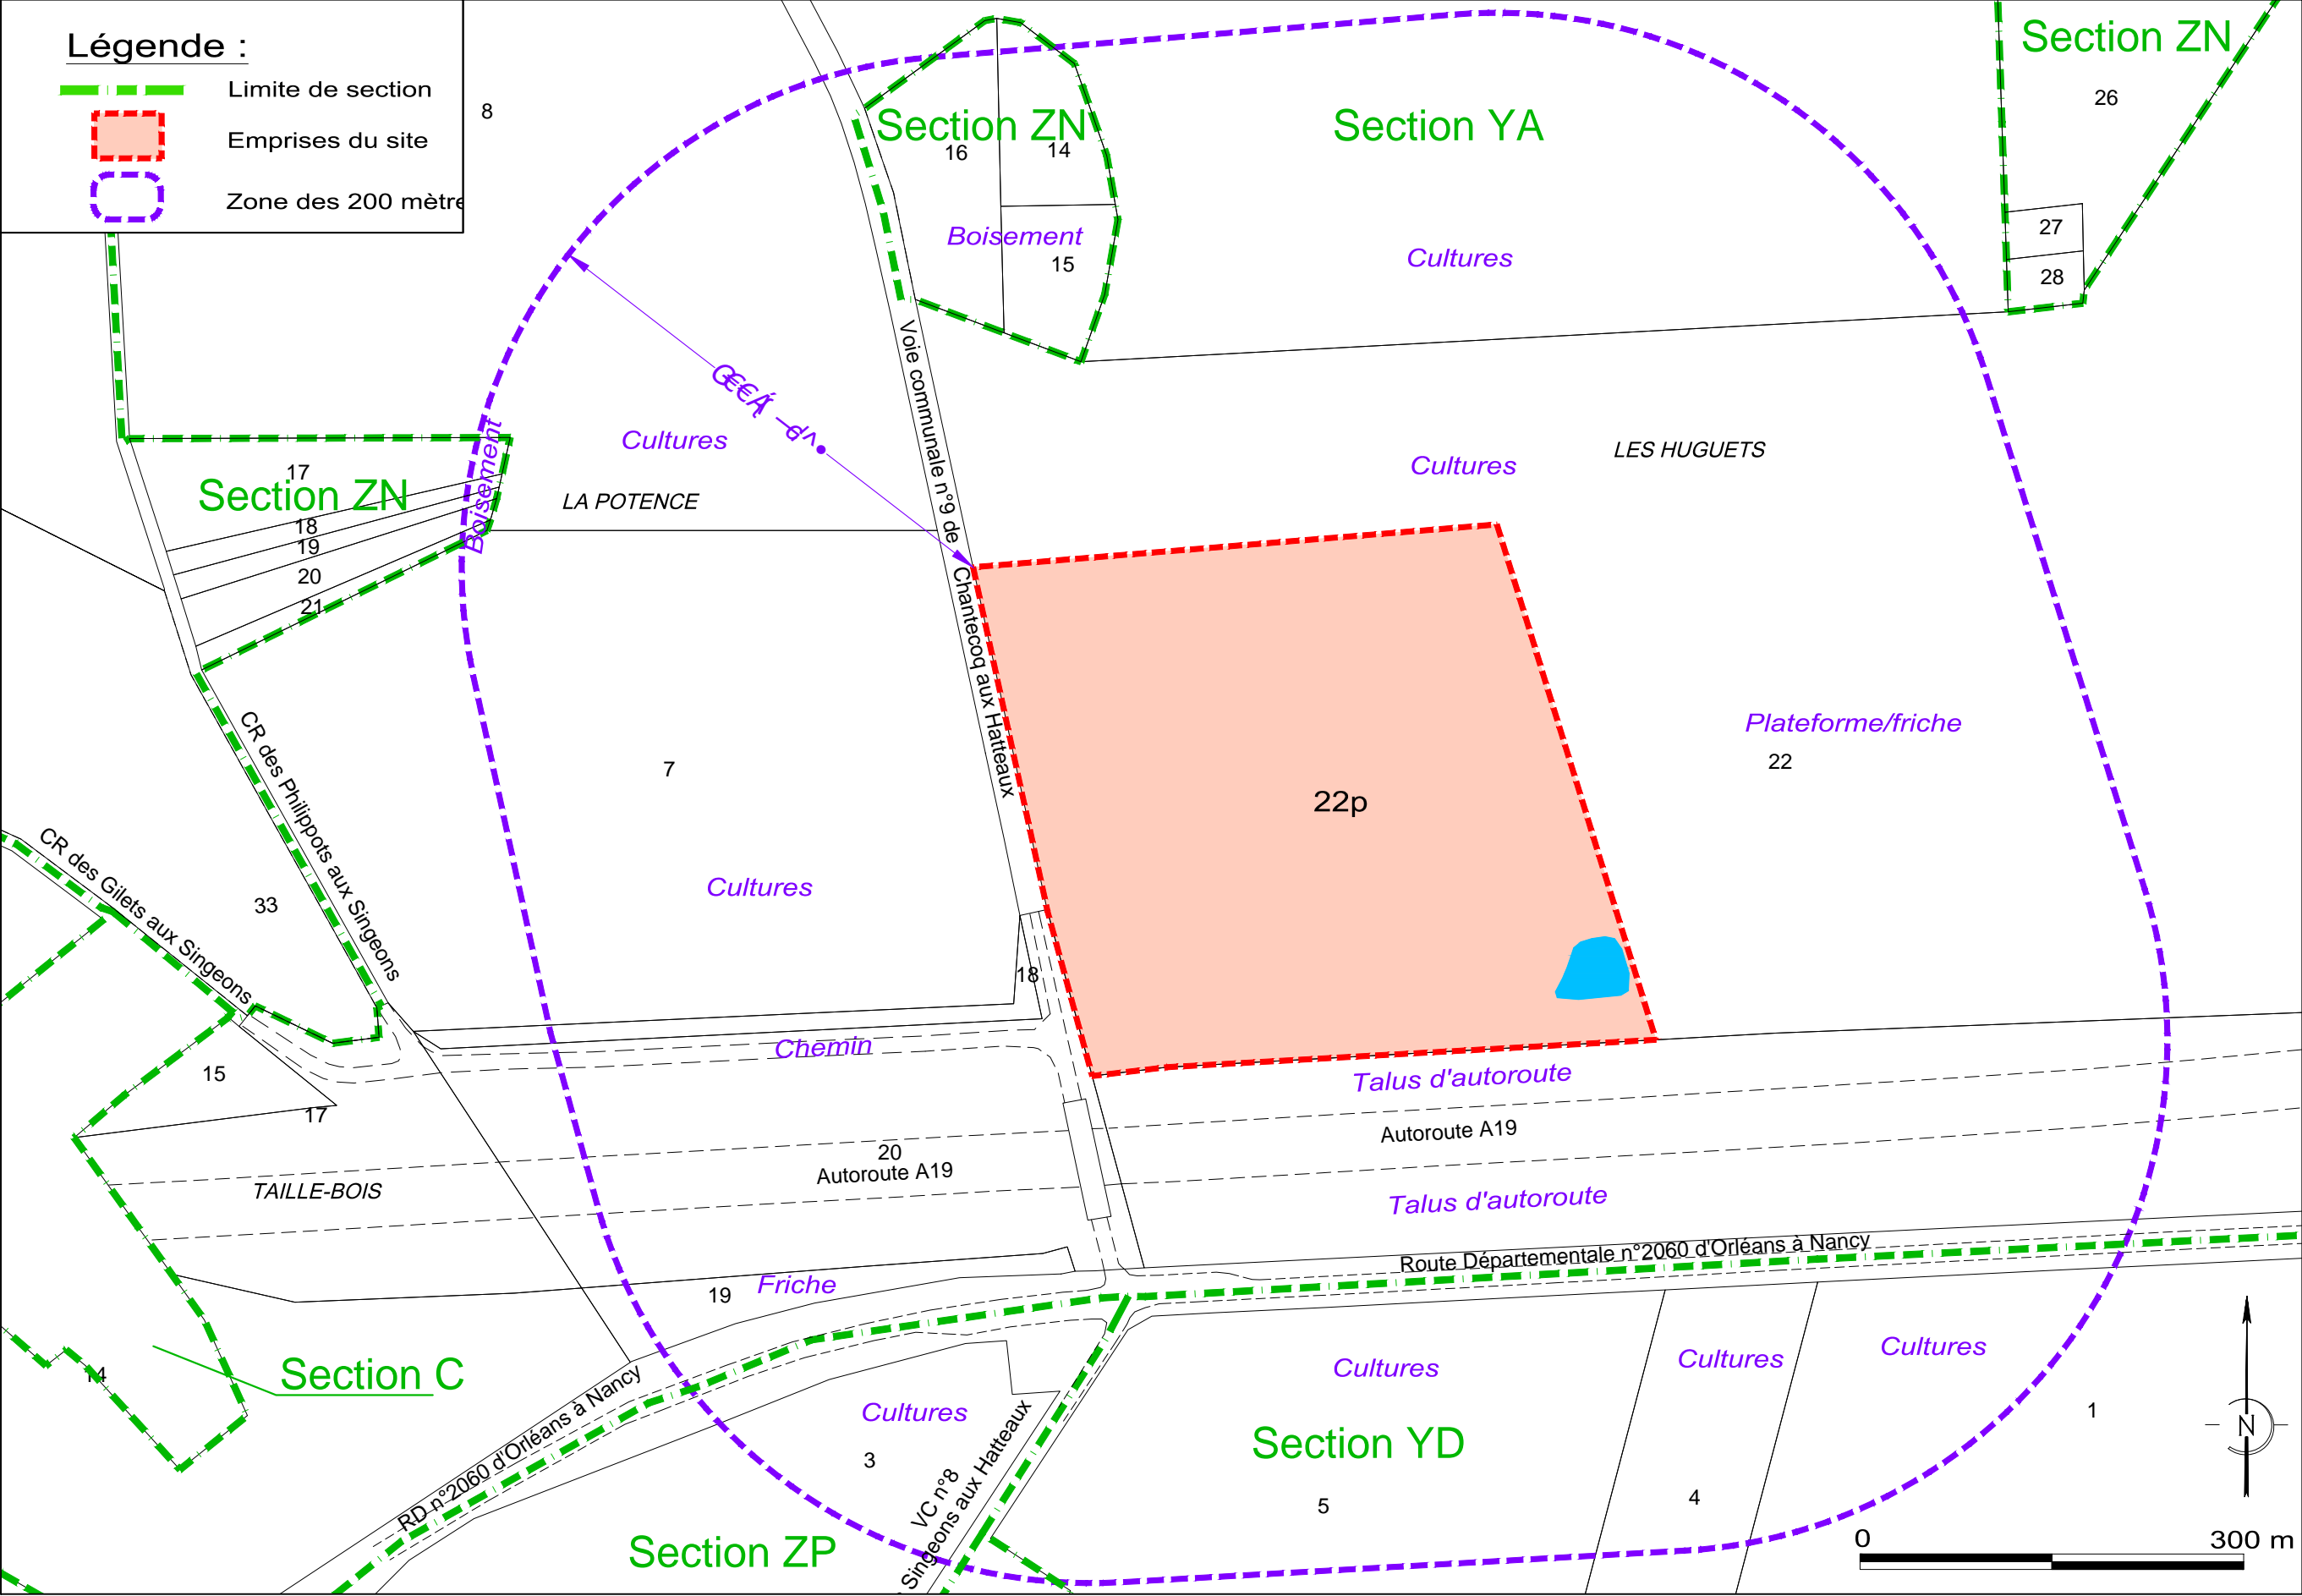 Légende :
Limite de section
Emprises du site
Zone des 200 mètre
8
Section ZN
16
14
Boisement
15
Section YA
Cultures
Section ZN
26
27
28
Voie communale n°9 de
Chantecoq aux Hatteaux
Cultures
LES HUGUETS
Cultures
LA POTENCE
Boisement
17
Section ZN
18
19
20
21
Plateforme/friche
22
22p
7
Cultures
CR des Philippots aux Singeons
CR des Gilets aux Singeons
33
18
Chemin
15
17
Talus d'autoroute
Autoroute A19
20
Autoroute A19
TAILLE-BOIS
Talus d'autoroute
Route Départementale n°2060 d'Orléans à Nancy
19
Friche
14
Section C
RD n°2060 d'Orléans à Nancy
Cultures
3
VC n°8
Singeons aux Hatteaux
Section ZP
Cultures
Section YD
5
Cultures
4
Cultures
1
N
0
300 m